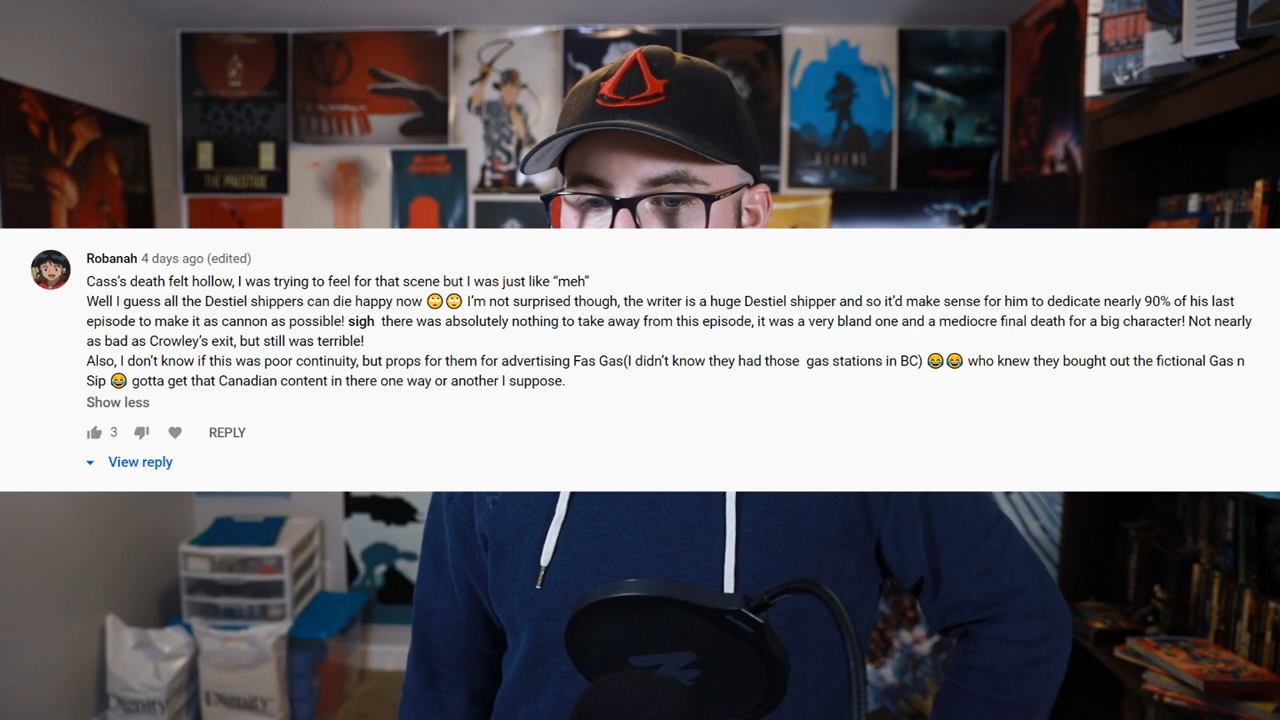 THE PRESTIGE
Robanah 4 days ago (edited)
Cass's death felt hollow, I was trying to feel for that scene but I was just like “meh”
Well I guess all the Destiel shippers can die happy now 🙄🙄 I'm not surprised though, the writer is a huge Destiel shipper and so it'd make sense for him to dedicate nearly 90% of his last
episode to make it as cannon as possible! sigh there was absolutely nothing to take away from this episode, it was a very bland one and a mediocre final death for a big character! Not nearly
as bad as Crowley's exit, but still was terrible!
Also, I don't know if this was poor continuity, but props for them for advertising Fas Gas(I didn't know they had those gas stations in BC) 😂😂 who knew they bought out the fictional Gas n
Sip 😂 gotta get that Canadian content in there one way or another I suppose.
Show less
3 REPLY
View reply
Dignity Dignity